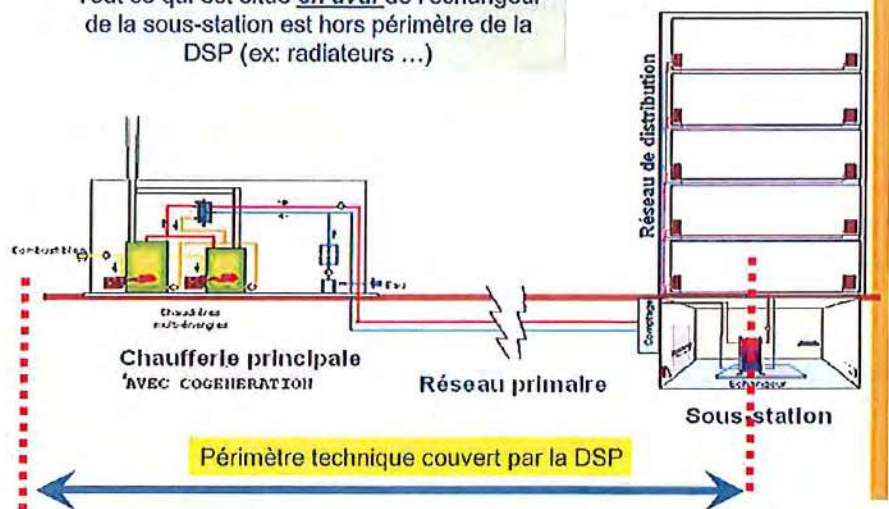 de la sous-station est hors périmètre de la
DSP (ex: radiateurs ...)
Réseau de distribution
Combustibles
Eau
Chaudières
multi-énergies
Comptage
Chaufferie principale
'AVEC COGENERATION
Réseau primaire
Echangeur
Sous-station
Périmètre technique couvert par la DSP